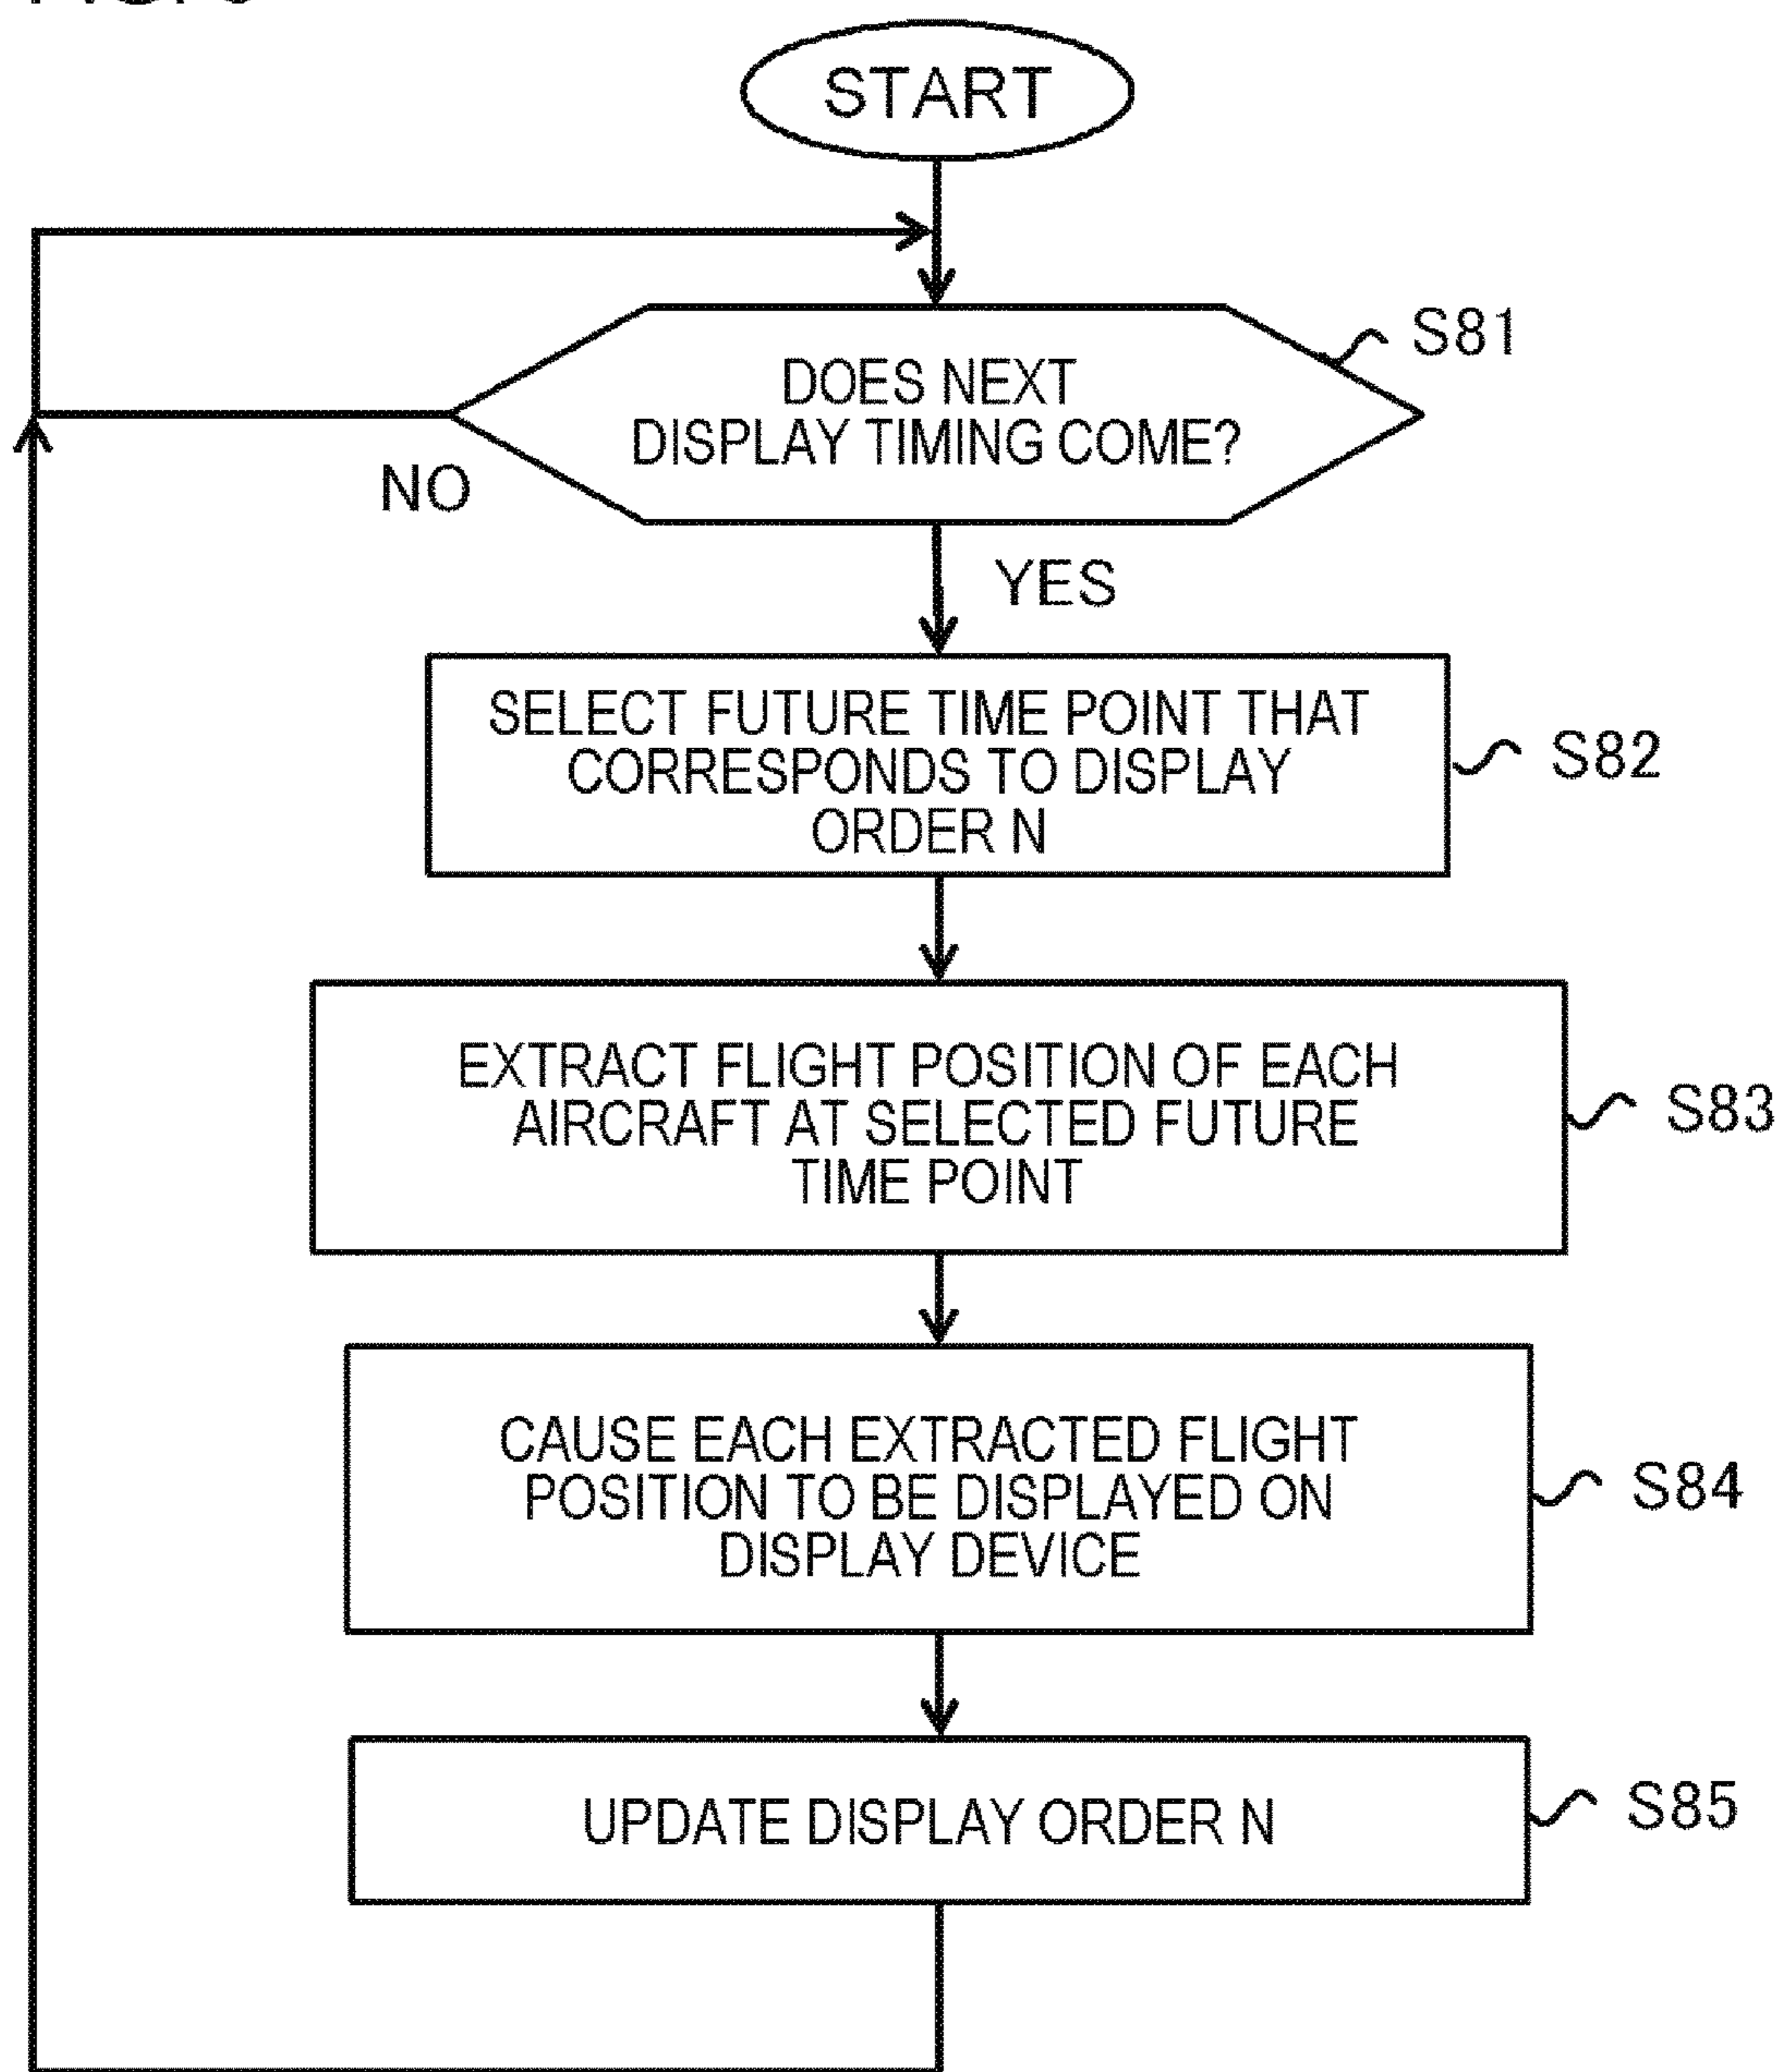 START
S81
DOES NEXT
DISPLAY TIMING COME?
NO
YES
SELECT FUTURE TIME POINT THAT
CORRESPONDS TO DISPLAY
ORDER N
S82
EXTRACT FLIGHT POSITION OF EACH
AIRCRAFT AT SELECTED FUTURE
TIME POINT
S83
CAUSE EACH EXTRACTED FLIGHT
POSITION TO BE DISPLAYED ON
DISPLAY DEVICE
S84
UPDATE DISPLAY ORDER N
S85